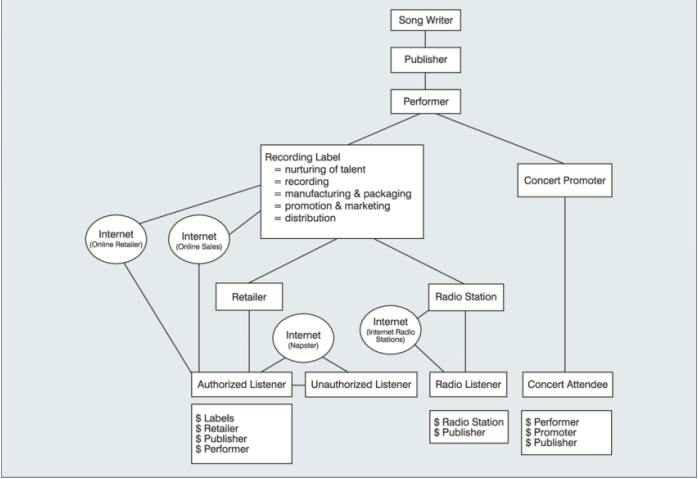 Song Writer
Publisher
Performer
Recording Label
= nurturing of talent
= recording
= manufacturing & packaging
= promotion & marketing
= distribution
Concert Promoter
Internet
(Online Retailer)
Internet
(Online Sales)
Retailer
Radio Station
Internet
(Napster)
Internet
(Internet Radio
Stations)
Authorized Listener
Unauthorized Listener
Radio Listener
Concert Attendee
$ Labels
$ Retailer
$ Publisher
$ Performer
$ Radio Station
$ Publisher
$ Performer
$ Promoter
$ Publisher